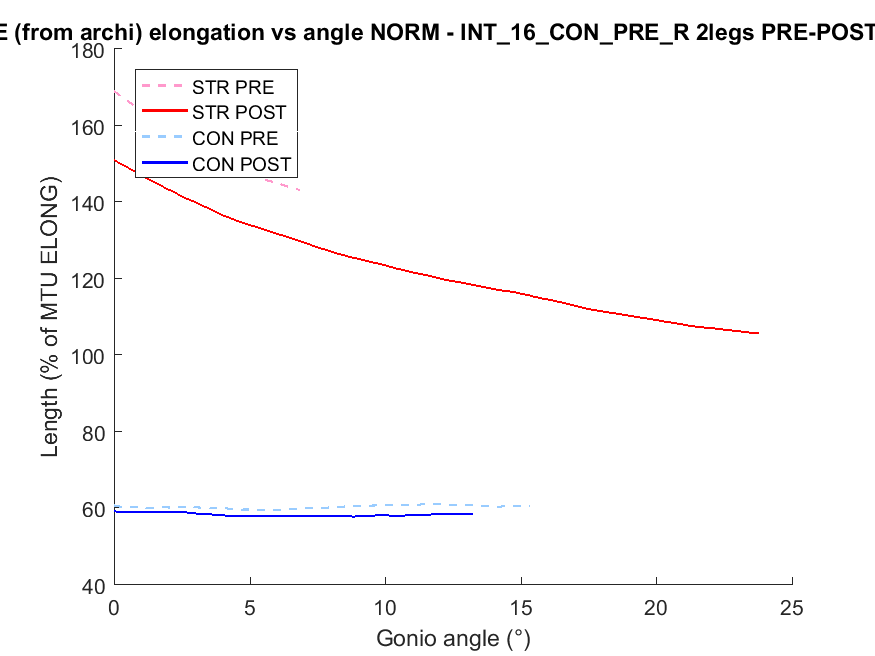 E (from archi) elongation vs angle NORM - INT_16_CON_PRE_R 2legs PRE-POST
180
160
140
120
100
80
60
40
Length (% of MTU ELONG)
STR PRE
STR POST
CON PRE
CON POST
0 5 10 15 20 25
Gonio angle (°)